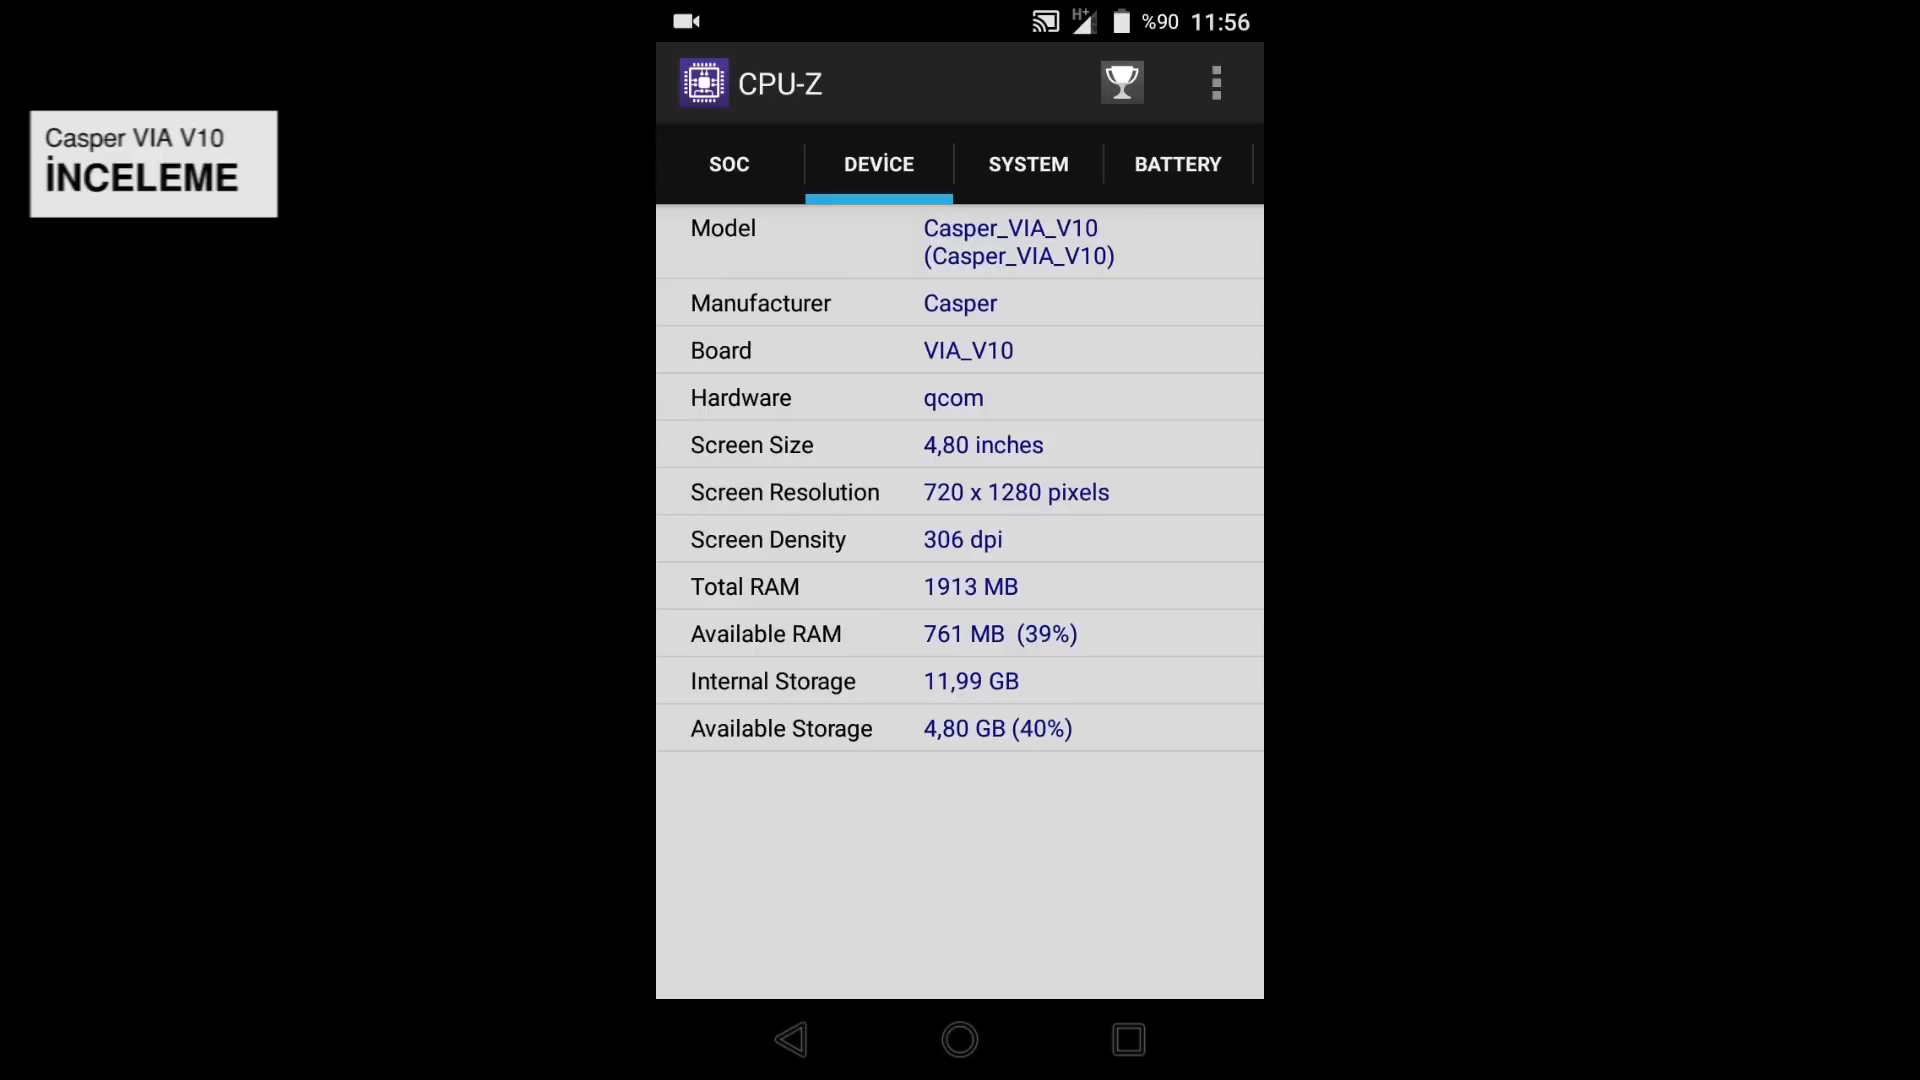 H+ %90 11:56
CPU-Z
Casper VIA V10
İNCELEME
SOC DEVİCE SYSTEM BATTERY
Model Casper_VIA_V10
(Casper_VIA_V10)
Manufacturer Casper
Board VIA_V10
Hardware qcom
Screen Size 4,80 inches
Screen Resolution 720 x 1280 pixels
Screen Density 306 dpi
Total RAM 1913 MB
Available RAM 761 MB (39%)
Internal Storage 11,99 GB
Available Storage 4,80 GB (40%)